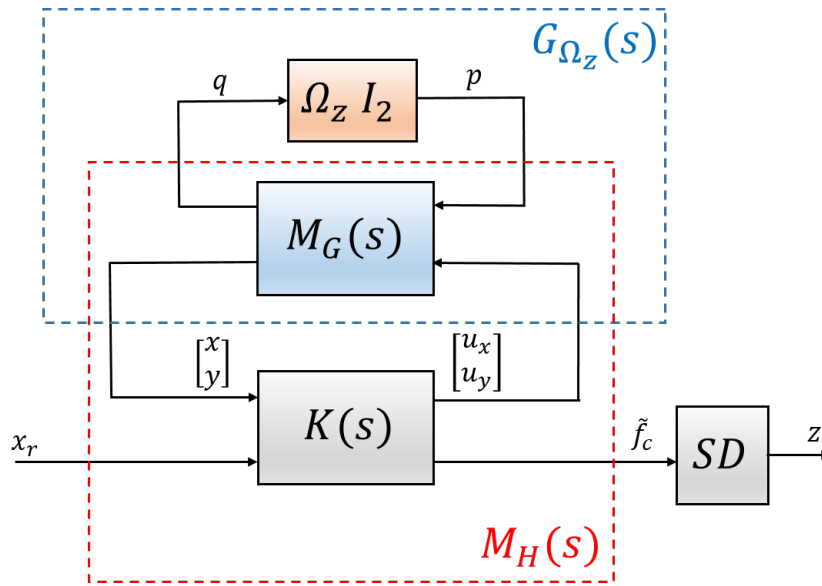 G_{Ω_z}(s)
q
Ω_z I_2
p
M_G(s)
[x
y]
[u_x
u_y]
K(s)
x_r
f̃_c
SD
z
M_H(s)